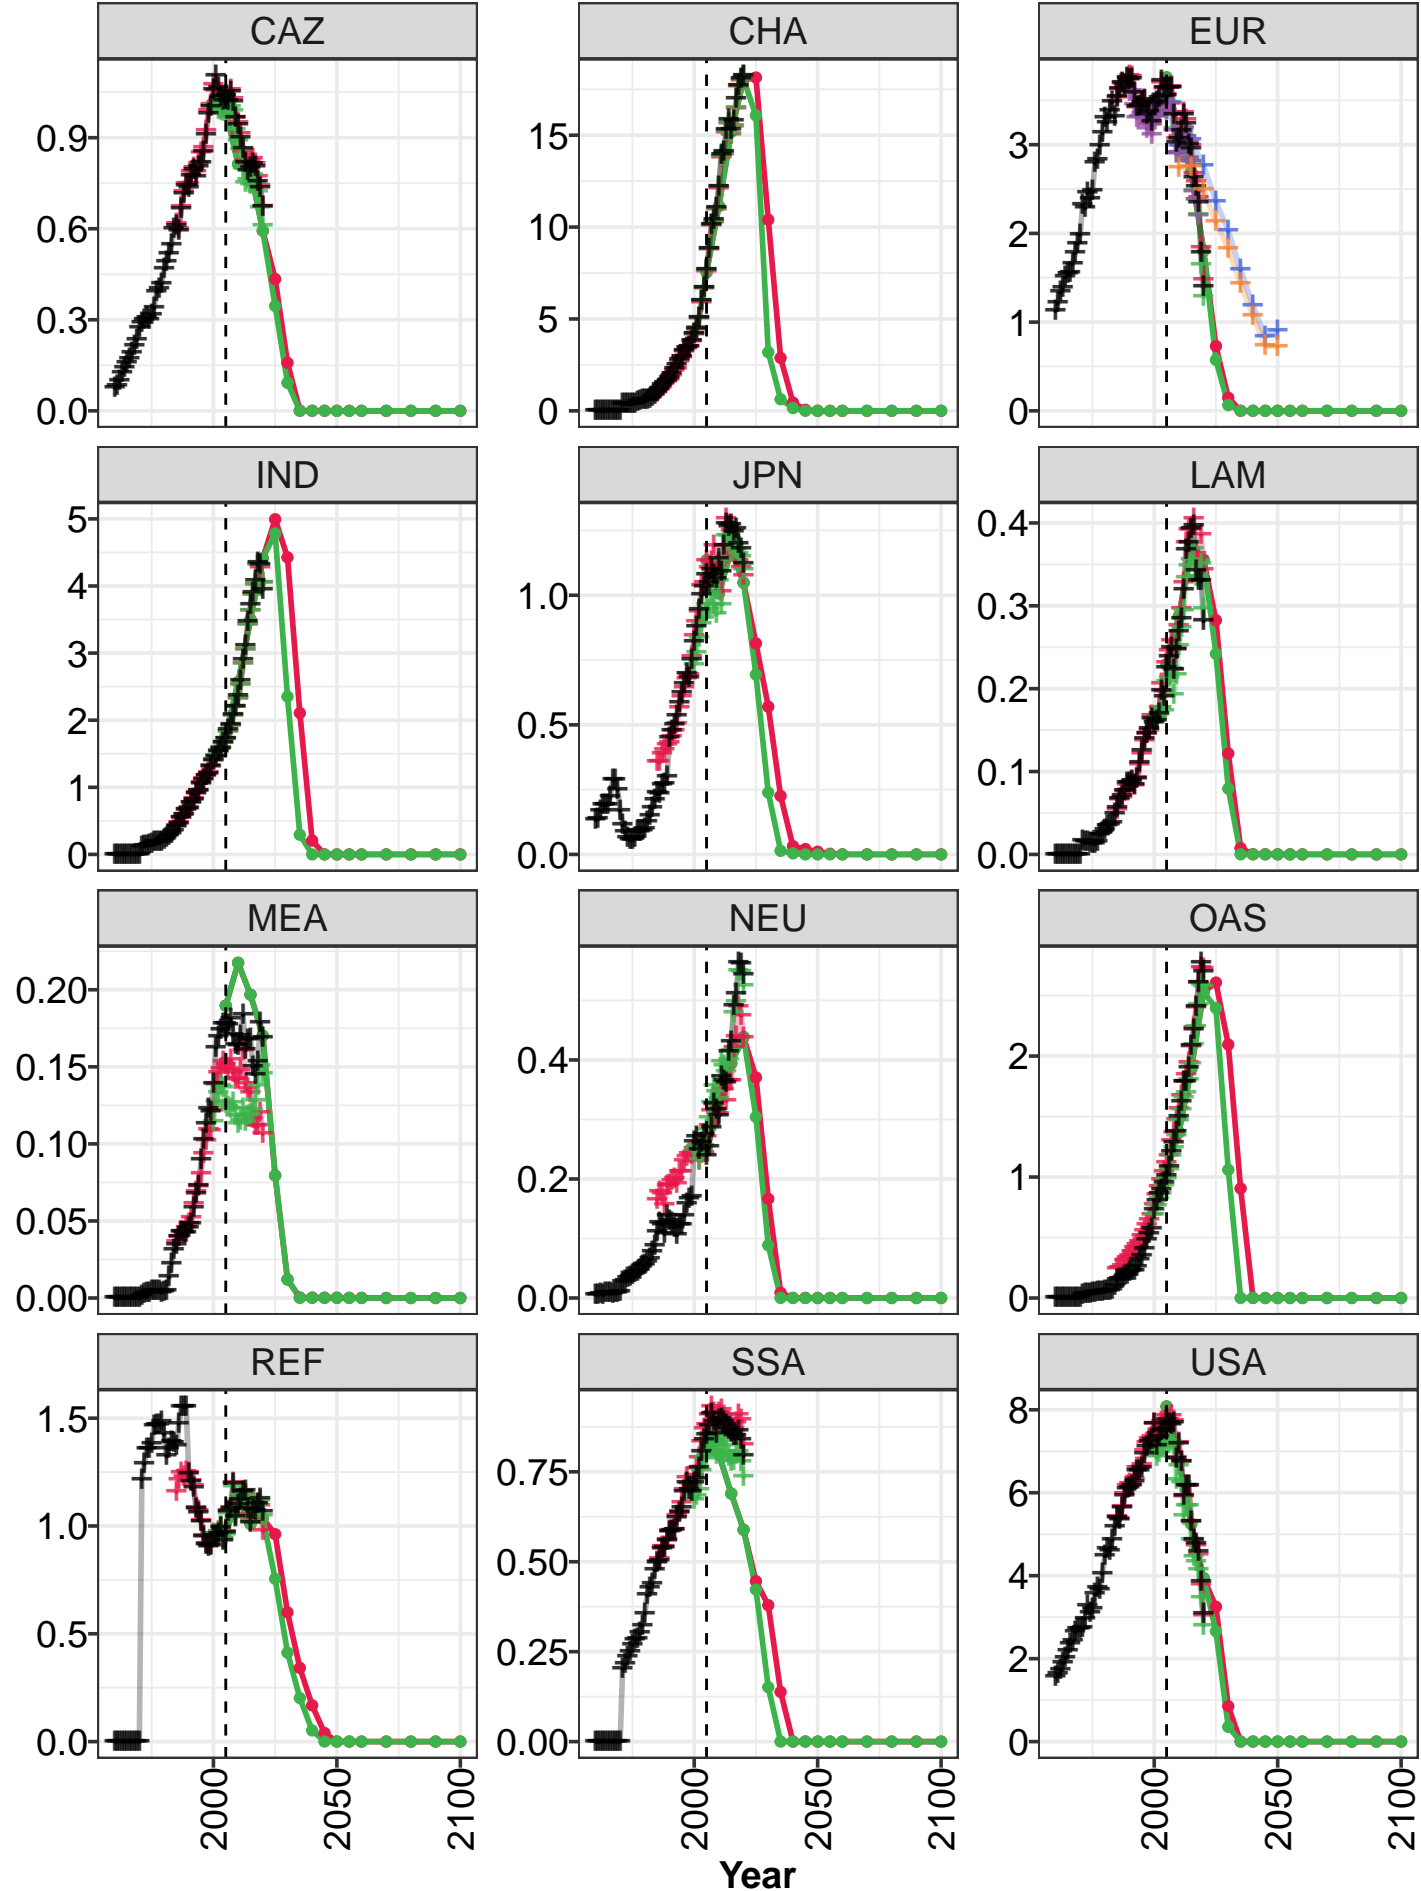 CAZ CHA EUR
0.9 15 3
0.6 10 2
0.3 5 1
0.0 0 0
IND JPN LAM
5 0.4
4 1.0 0.3
3
2 0.5 0.2
1 0.1
0 0.0 0.0
MEA NEU OAS
0.20 0.4 2
0.15
0.10 0.2 1
0.05
0.00 0.0 0
REF SSA USA
1.5 8
1.0 0.75 6
0.50 4
0.5 0.25 2
0.0 0.00 0
2000 2050 2100 2000 2050 2100 2000 2050 2100
Year